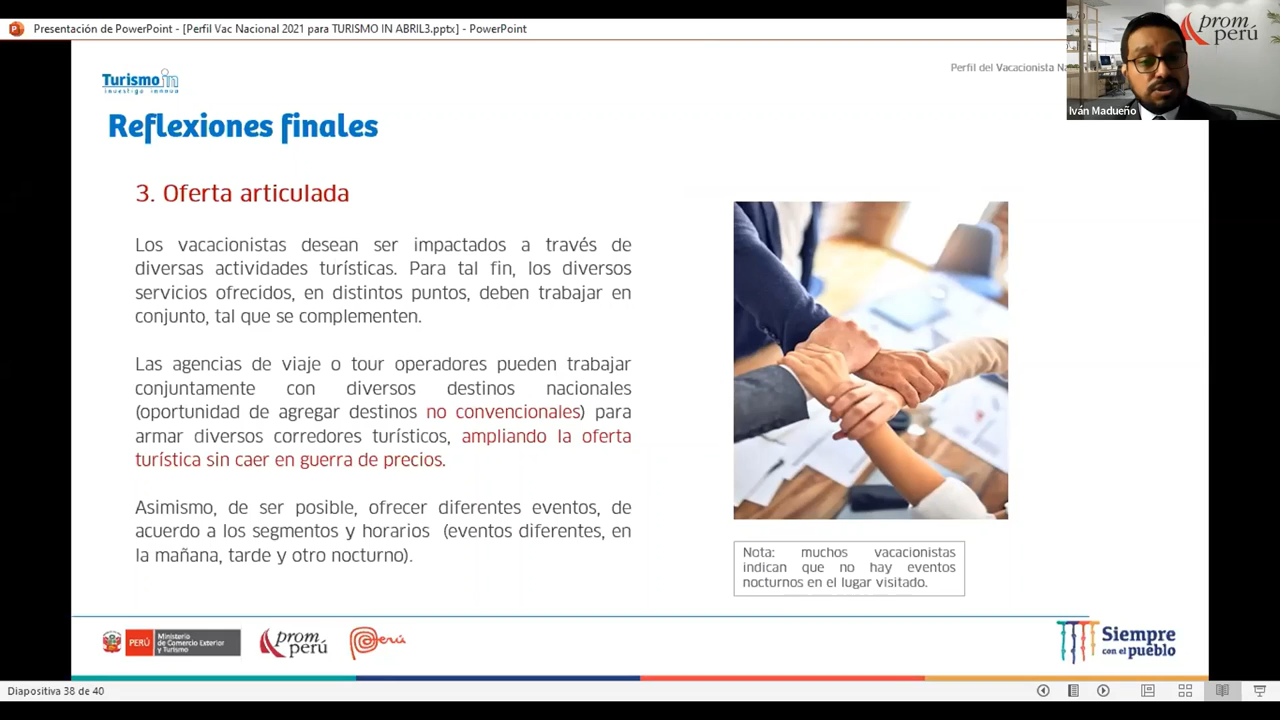 Presentación de PowerPoint - [Perfil Vac Nacional 2021 para TURISMO IN ABRIL3.pptx] - PowerPoint
prom
perú
Iván Madueño
Turismo in
investiga innova
Perfil del Vacacionista
Reflexiones finales
3. Oferta articulada
Los vacacionistas desean ser impactados a través de
diversas actividades turísticas. Para tal fin, los diversos
servicios ofrecidos, en distintos puntos, deben trabajar en
conjunto, tal que se complementen.
Las agencias de viaje o tour operadores pueden trabajar
conjuntamente con diversos destinos nacionales
(oportunidad de agregar destinos no convencionales) para
armar diversos corredores turísticos, ampliando la oferta
turística sin caer en guerra de precios.
Asimismo, de ser posible, ofrecer diferentes eventos, de
acuerdo a los segmentos y horarios (eventos diferentes, en
la mañana, tarde y otro nocturno).
Nota: muchos vacacionistas
indican que no hay eventos
nocturnos en el lugar visitado.
PERÚ
Ministerio
de Comercio Exterior
y Turismo
prom
perú
Perú
Siempre
con el pueblo
Diapositiva 38 de 40